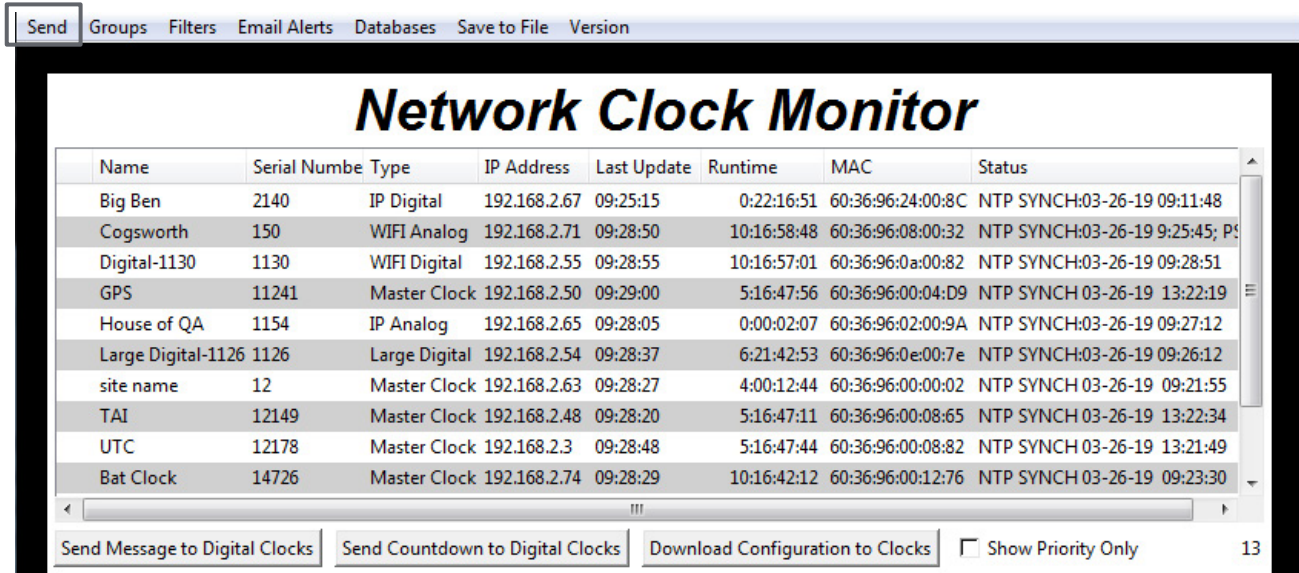 Send Groups Filters Email Alerts Databases Save to File Version
Network Clock Monitor
Name Serial Numbe Type IP Address Last Update Runtime MAC Status
Big Ben 2140 IP Digital 192.168.2.67 09:25:15 0:22:16:51 60:36:96:24:00:8C NTP SYNCH:03-26-19 09:11:48
Cogsworth 150 WIFI Analog 192.168.2.71 09:28:50 10:16:58:48 60:36:96:08:00:32 NTP SYNCH:03-26-19 9:25:45; PS
Digital-1130 1130 WIFI Digital 192.168.2.55 09:28:55 10:16:57:01 60:36:96:0a:00:82 NTP SYNCH:03-26-19 09:28:51
GPS 11241 Master Clock 192.168.2.50 09:29:00 5:16:47:56 60:36:96:00:04:D9 NTP SYNCH 03-26-19 13:22:19
House of QA 1154 IP Analog 192.168.2.65 09:28:05 0:00:02:07 60:36:96:02:00:9A NTP SYNCH:03-26-19 09:27:12
Large Digital-1126 1126 Large Digital 192.168.2.54 09:28:37 6:21:42:53 60:36:96:0e:00:7e NTP SYNCH:03-26-19 09:26:12
site name 12 Master Clock 192.168.2.63 09:28:27 4:00:12:44 60:36:96:00:00:02 NTP SYNCH 03-26-19 09:21:55
TAI 12149 Master Clock 192.168.2.48 09:28:20 5:16:47:11 60:36:96:00:08:65 NTP SYNCH 03-26-19 13:22:34
UTC 12178 Master Clock 192.168.2.3 09:28:48 5:16:47:44 60:36:96:00:08:82 NTP SYNCH 03-26-19 13:21:49
Bat Clock 14726 Master Clock 192.168.2.74 09:28:29 10:16:42:12 60:36:96:00:12:76 NTP SYNCH 03-26-19 09:23:30
Send Message to Digital Clocks Send Countdown to Digital Clocks Download Configuration to Clocks Show Priority Only 13